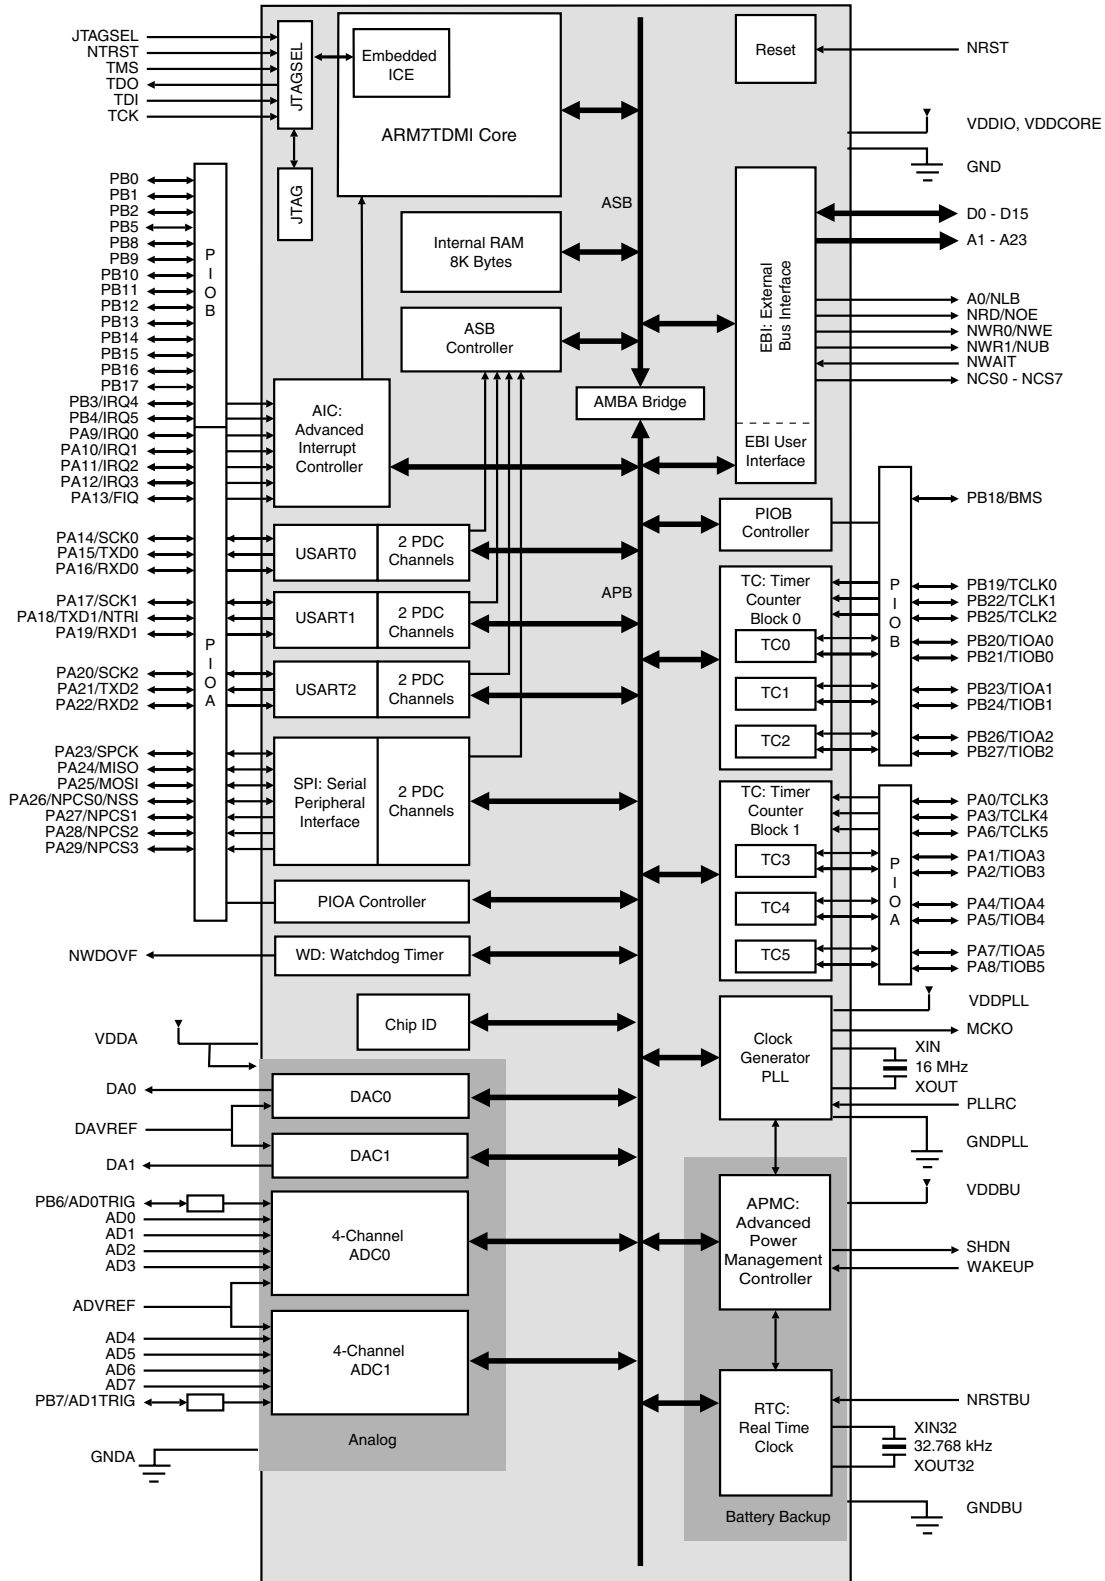 JTAGSEL
NTRST
TMS
TDO
TDI
TCK
JTAGSEL
Embedded
ICE
ARM7TDMI Core
JTAG
Reset
NRST
VDDIO, VDDCORE
GND
PB0
PB1
PB2
PB5
PB8
PB9
PB10
PB11
PB12
PB13
PB14
PB15
PB16
PB17
PB3/IRQ4
PB4/IRQ5
PA9/IRQ0
PA10/IRQ1
PA11/IRQ2
PA12/IRQ3
PA13/FIQ
P
I
O
B
ASB
Internal RAM
8K Bytes
ASB
Controller
AMBA Bridge
EBI: External
Bus Interface
EBI User
Interface
D0 - D15
A1 - A23
A0/NLB
NRD/NOE
NWR0/NWE
NWR1/NUB
NWAIT
NCS0 - NCS7
AIC:
Advanced
Interrupt
Controller
PA14/SCK0
PA15/TXD0
PA16/RXD0
USART0
2 PDC
Channels
PA17/SCK1
PA18/TXD1/NTRI
PA19/RXD1
USART1
2 PDC
Channels
PA20/SCK2
PA21/TXD2
PA22/RXD2
USART2
2 PDC
Channels
P
I
O
A
PA23/SPCK
PA24/MISO
PA25/MOSI
PA26/NPCS0/NSS
PA27/NPCS1
PA28/NPCS2
PA29/NPCS3
SPI: Serial
Peripheral
Interface
2 PDC
Channels
PIOA Controller
APB
PIOB
Controller
P
I
O
B
PB18/BMS
TC: Timer
Counter
Block 0
TC0
TC1
TC2
PB19/TCLK0
PB22/TCLK1
PB25/TCLK2
PB20/TIOA0
PB21/TIOB0
PB23/TIOA1
PB24/TIOB1
PB26/TIOA2
PB27/TIOB2
TC: Timer
Counter
Block 1
TC3
TC4
TC5
P
I
O
A
PA0/TCLK3
PA3/TCLK4
PA6/TCLK5
PA1/TIOA3
PA2/TIOB3
PA4/TIOA4
PA5/TIOB4
PA7/TIOA5
PA8/TIOB5
NWDOVF
WD: Watchdog Timer
Chip ID
VDDA
DA0
DAVREF
DA1
DAC0
DAC1
PB6/AD0TRIG
AD0
AD1
AD2
AD3
4-Channel
ADC0
ADVREF
AD4
AD5
AD6
AD7
PB7/AD1TRIG
4-Channel
ADC1
Analog
GNDA
Clock
Generator
PLL
VDDPLL
MCKO
XIN
16 MHz
XOUT
PLLRC
GNDPLL
APMC:
Advanced
Power
Management
Controller
VDDBU
SHDN
WAKEUP
RTC:
Real Time
Clock
NRSTBU
XIN32
32.768 kHz
XOUT32
Battery Backup
GNDBU